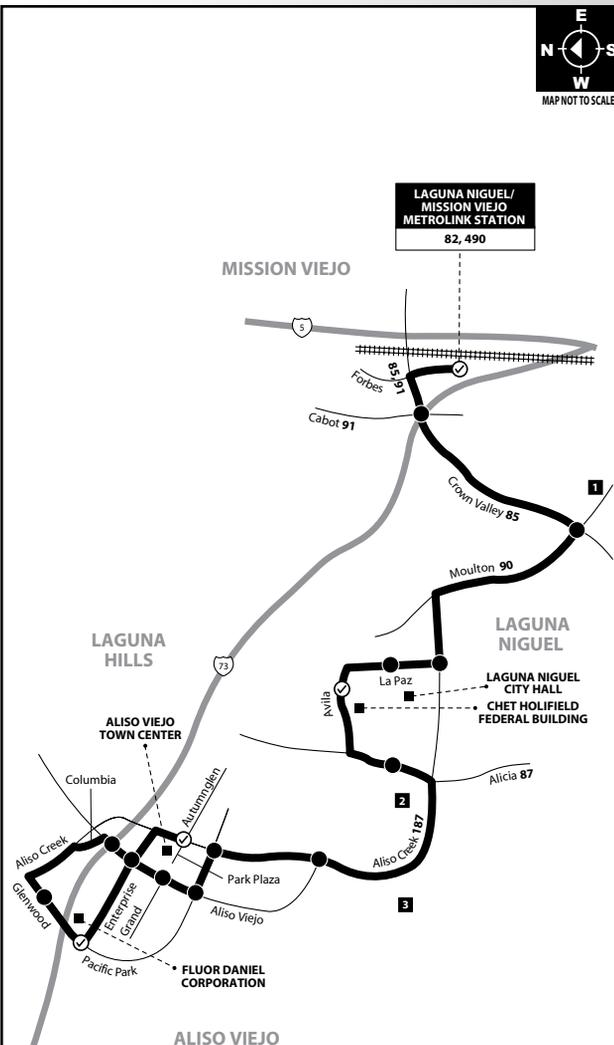 E
N
S
W
MAP NOT TO SCALE
LAGUNA NIGUEL/
MISSION VIEJO
METROLINK STATION
82, 490
MISSION VIEJO
5
85, 91
Forbes
Cabot 91
Crown Valley 85
1
Moulton 90
LAGUNA
NIGUEL
LAGUNA
HILLS
73
La Paz
LAGUNA NIGUEL
CITY HALL
Avila
CHET HOLIFIELD
FEDERAL BUILDING
ALISO VIEJO
TOWN CENTER
Columbia
Autumnglen
Alicia 87
2
Aliso Creek 187
Aliso Creek
Park Plaza
Glenwood
Enterprise
Grand
Aliso Viejo
3
Pacific Park
FLUOR DANIEL
CORPORATION
ALISO VIEJO